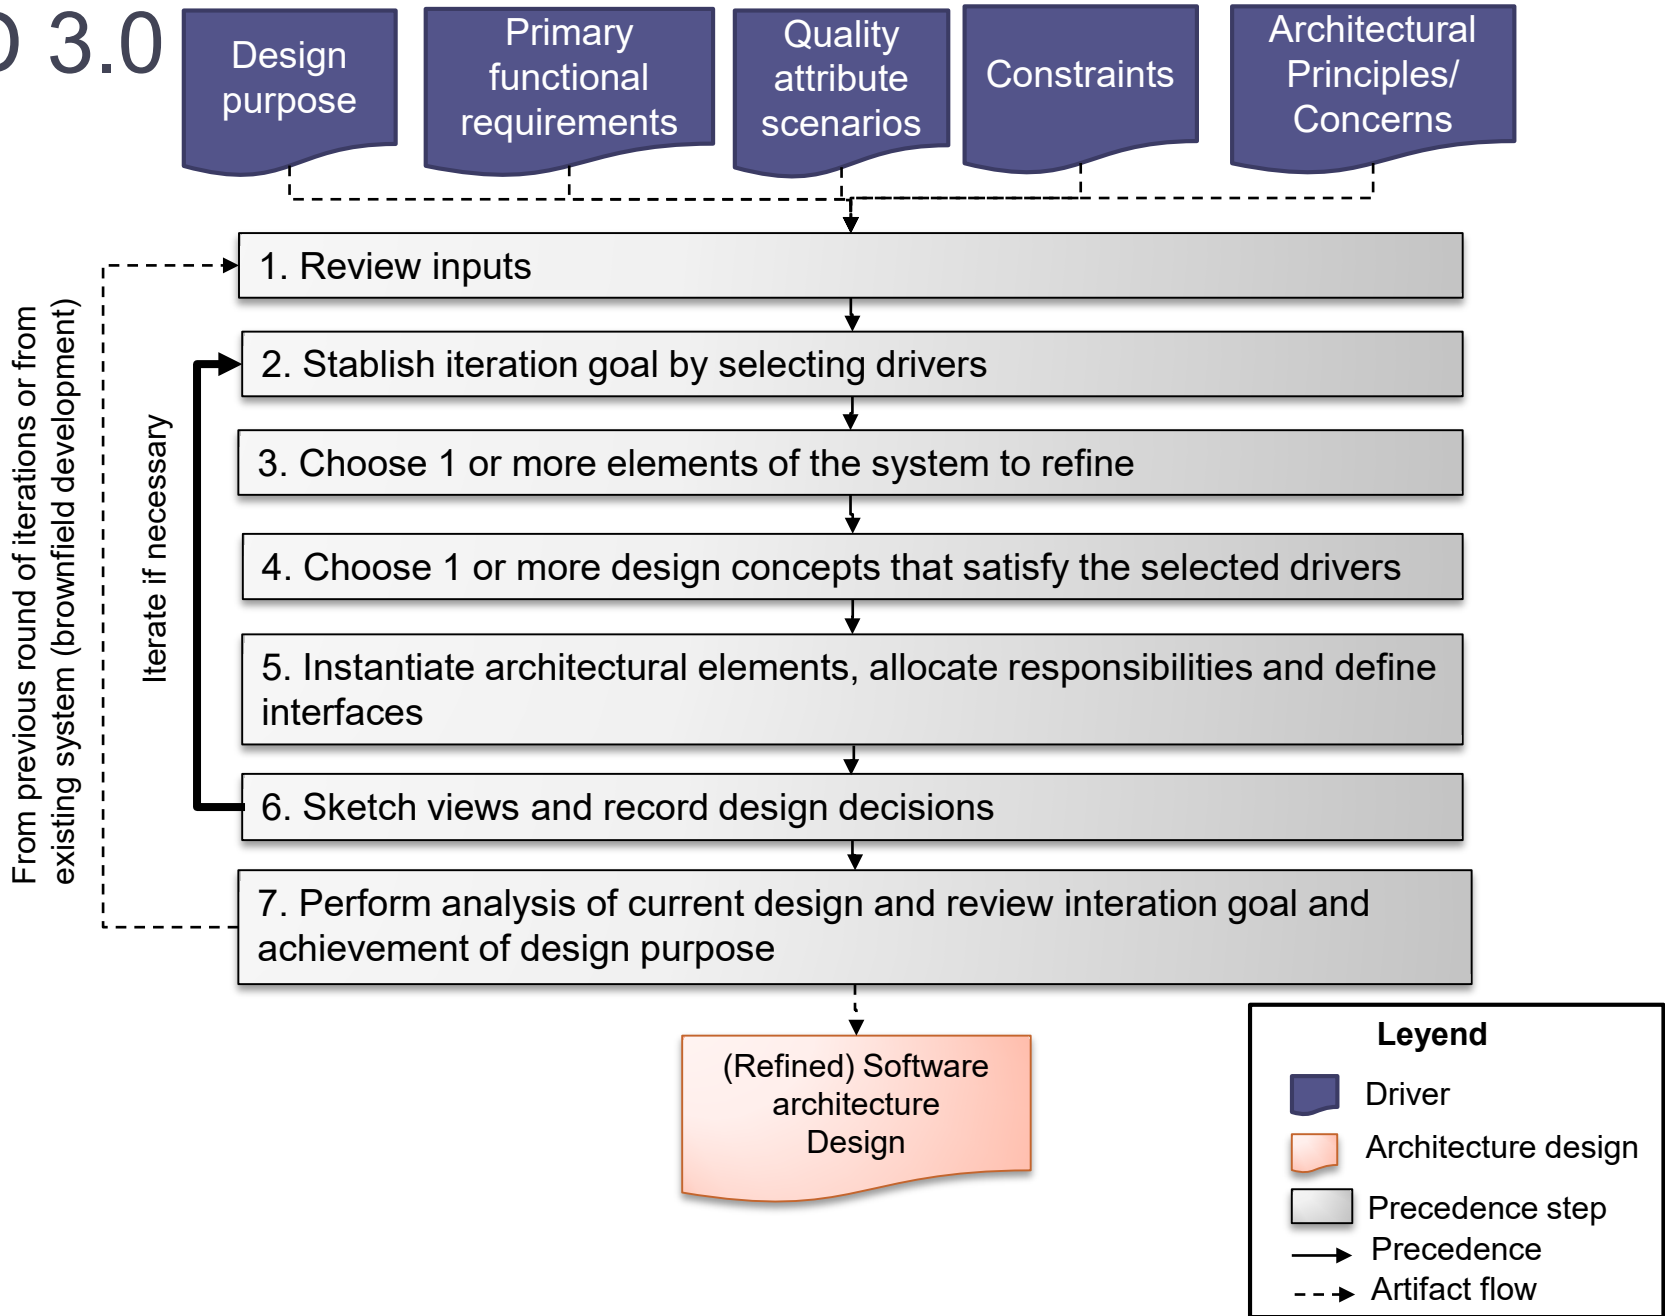 3.0
Design
purpose
Primary
functional
requirements
Quality
attribute
scenarios
Constraints
Architectural
Principles/
Concerns
1. Review inputs
2. Stablish iteration goal by selecting drivers
3. Choose 1 or more elements of the system to refine
4. Choose 1 or more design concepts that satisfy the selected drivers
5. Instantiate architectural elements, allocate responsibilities and define
interfaces
6. Sketch views and record design decisions
7. Perform analysis of current design and review interation goal and
achievement of design purpose
From previous round of iterations or from
existing system (brownfield development)
Iterate if necessary
(Refined) Software
architecture
Design
Leyend
Driver
Architecture design
Precedence step
Precedence
Artifact flow